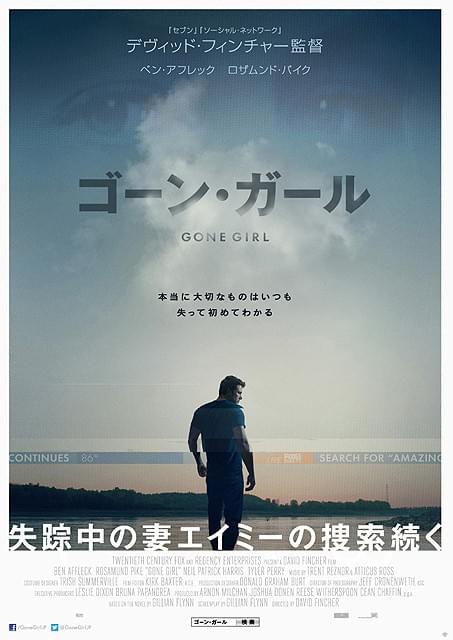 「セブン」「ソーシャル・ネットワーク」
デヴィッド・フィンチャー監督
ベン・アフレック　ロザムンド・パイク
ゴーン・ガール
GONE GIRL
本当に大切なものはいつも
失って初めてわかる
CONTINUES 86° LIVE SEARCH FOR "AMAZING
失踪中の妻エイミーの捜索続く
TWENTIETH CENTURY FOX AND REGENCY ENTERPRISES PRESENT A DAVID FINCHER FILM
BEN AFFLECK ROSAMUND PIKE "GONE GIRL" NEIL PATRICK HARRIS TYLER PERRY MUSIC BY TRENT REZNOR & ATTICUS ROSS
COSTUME DESIGNER TRISH SUMMERVILLE FILM EDITOR KIRK BAXTER, A.C.E. PRODUCTION DESIGNER DONALD GRAHAM BURT DIRECTOR OF PHOTOGRAPHY JEFF CRONENWETH ASC
EXECUTIVE PRODUCERS LESLIE DIXON BRUNA PAPANDREA PRODUCED BY ARNON MILCHAN JOSHUA DONEN REESE WITHERSPOON CEÁN CHAFFIN, p.g.a.
BASED ON THE NOVEL BY GILLIAN FLYNN SCREENPLAY BY GILLIAN FLYNN DIRECTED BY DAVID FINCHER
/GoneGirlJP @GoneGirlJP ゴーン・ガール 検索